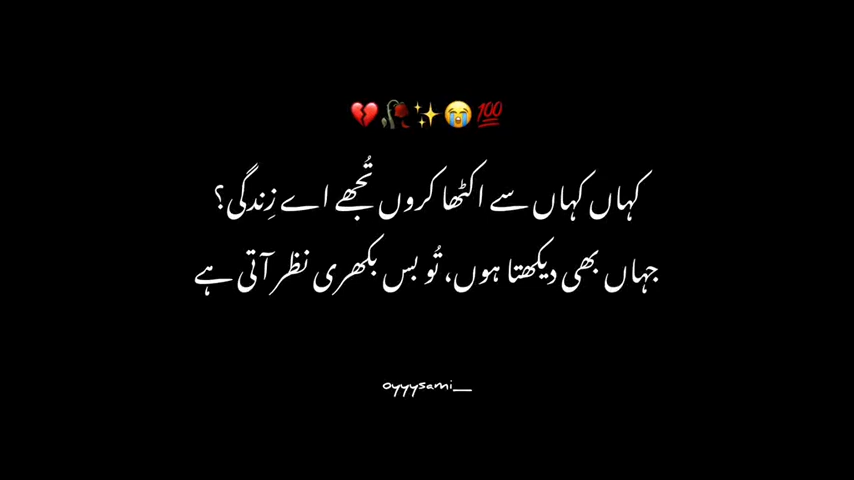 💔🥀✨😭💯
کہاں کہاں سے اکٹھا کروں تُجھے اے زِندگی؟
جہاں بھی دیکھتا ہوں، تُو بس بکھری نظر آتی ہے
oyyysami__